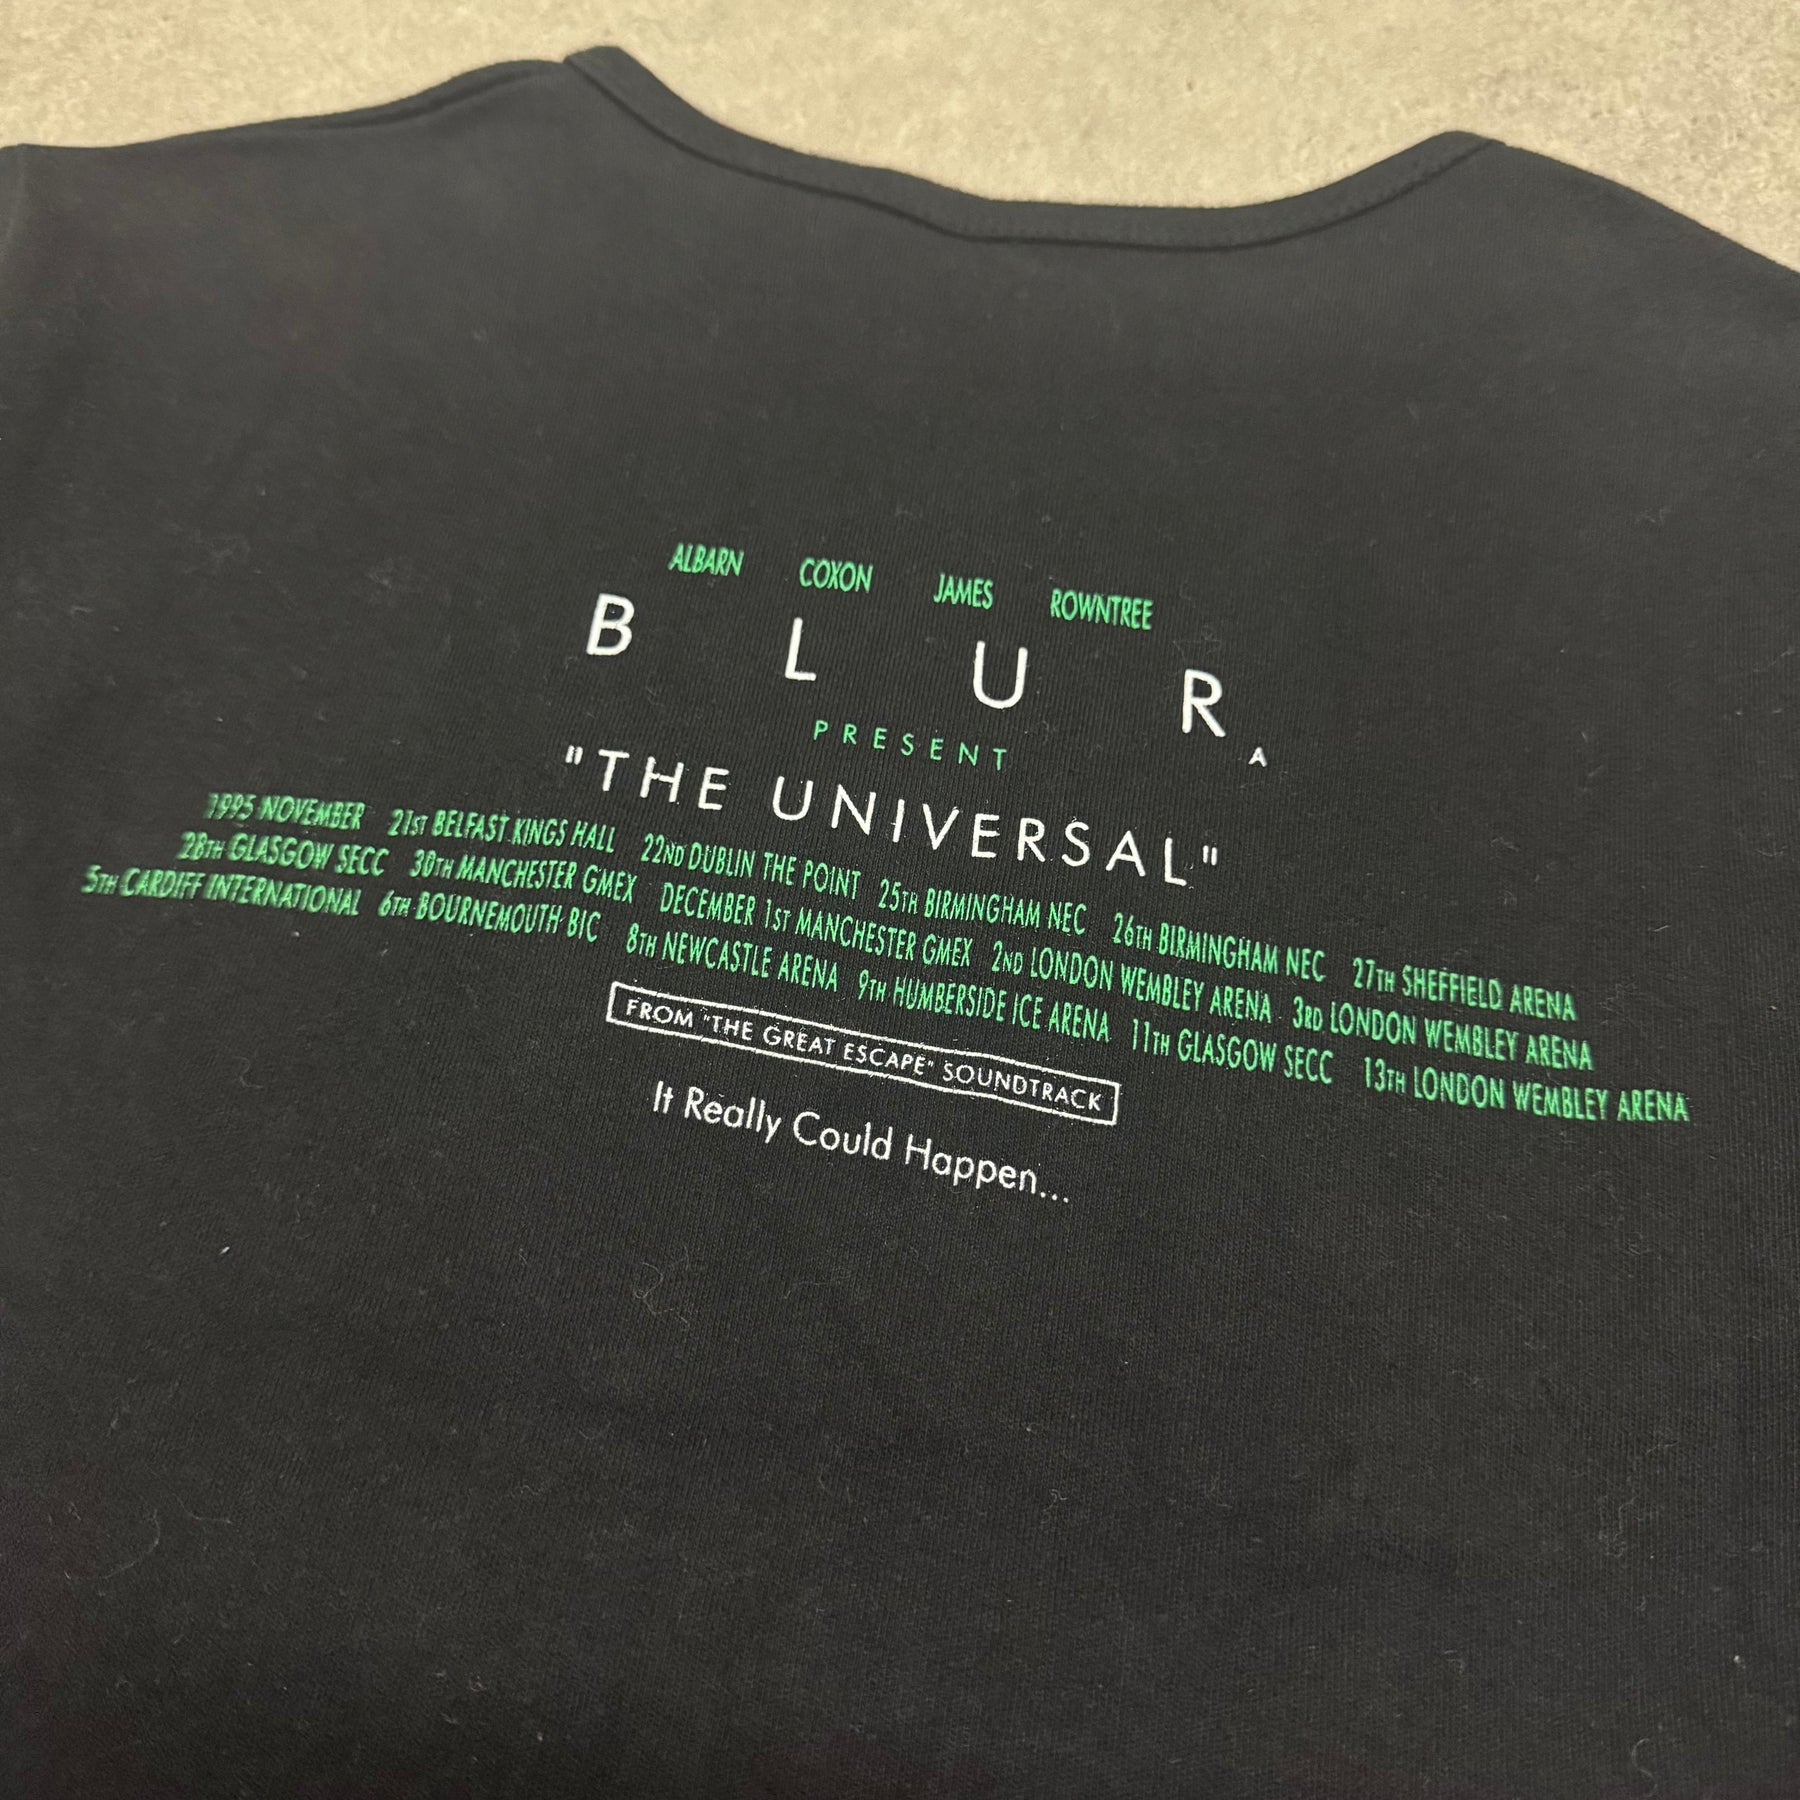 ALBARN COXON JAMES ROWNTREE
B L U R A
PRESENT
"THE UNIVERSAL"
1995 NOVEMBER 21ST BELFAST KINGS HALL 22ND DUBLIN THE POINT 25TH BIRMINGHAM NEC 26TH BIRMINGHAM NEC 27TH SHEFFIELD ARENA
28TH GLASGOW SECC 30TH MANCHESTER GMEX DECEMBER 1ST MANCHESTER GMEX 2ND LONDON WEMBLEY ARENA 3RD LONDON WEMBLEY ARENA
5TH CARDIFF INTERNATIONAL 6TH BOURNEMOUTH BIC 8TH NEWCASTLE ARENA 9TH HUMBERSIDE ICE ARENA 11TH GLASGOW SECC 13TH LONDON WEMBLEY ARENA
FROM "THE GREAT ESCAPE" SOUNDTRACK
It Really Could Happen...